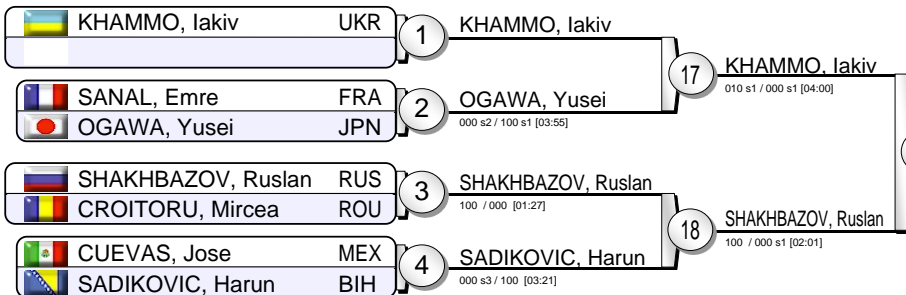 KHAMMO, Iakiv UKR
1
KHAMMO, Iakiv
SANAL, Emre FRA
OGAWA, Yusei JPN
2
OGAWA, Yusei
000 s2 / 100 s1 [03:55]
17
KHAMMO, Iakiv
010 s1 / 000 s1 [04:00]
SHAKHBAZOV, Ruslan RUS
CROITORU, Mircea ROU
3
SHAKHBAZOV, Ruslan
100 / 000 [01:27]
CUEVAS, Jose MEX
SADIKOVIC, Harun BIH
4
SADIKOVIC, Harun
000 s3 / 100 [03:21]
18
SHAKHBAZOV, Ruslan
100 / 000 s1 [02:01]